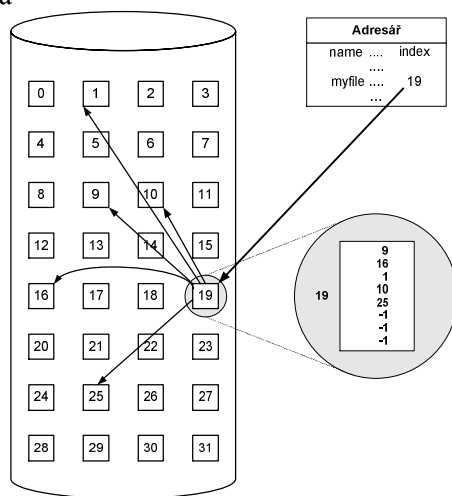 a
Adresář
name .... index
....
myfile .... 19
...
0 1 2 3
4 5 6 7
8 9 10 11
12 13 14 15
16 17 18 19
20 21 22 23
24 25 26 27
28 29 30 31
19
9
16
1
10
25
-1
-1
-1